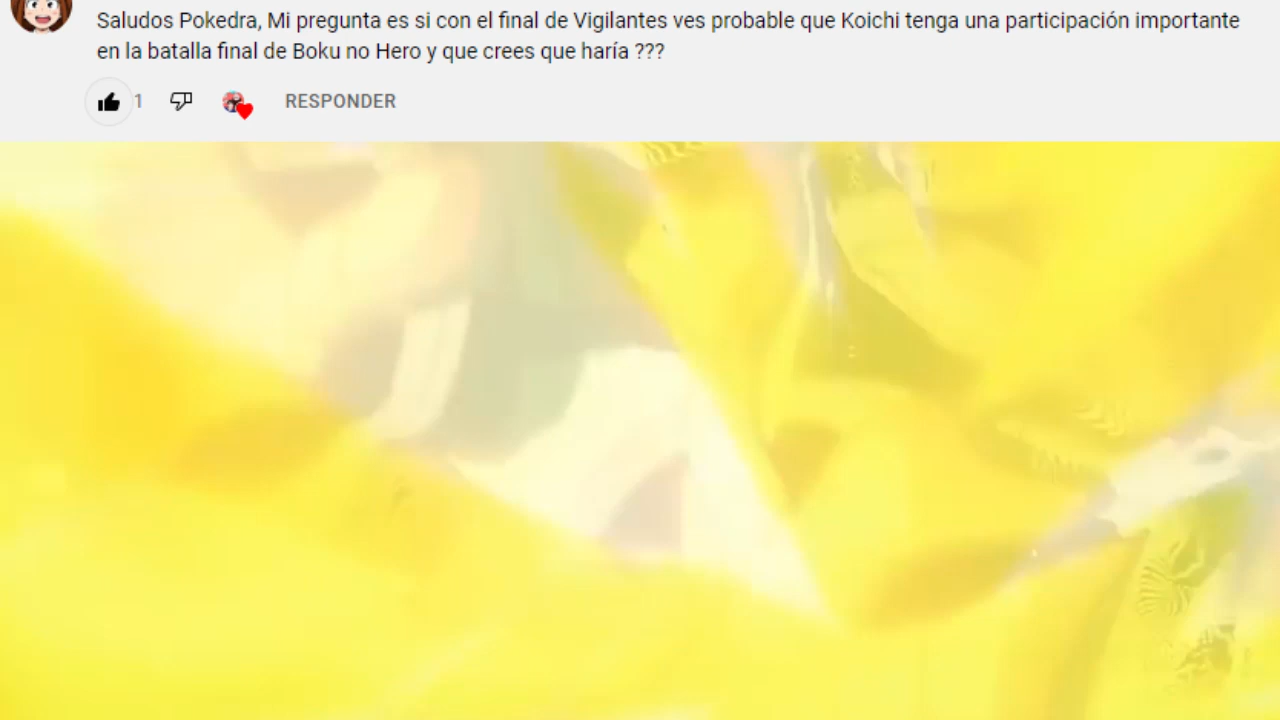 Saludos Pokedra, Mi pregunta es si con el final de Vigilantes ves probable que Koichi tenga una participación importante
en la batalla final de Boku no Hero y que crees que haría ???
1 RESPONDER